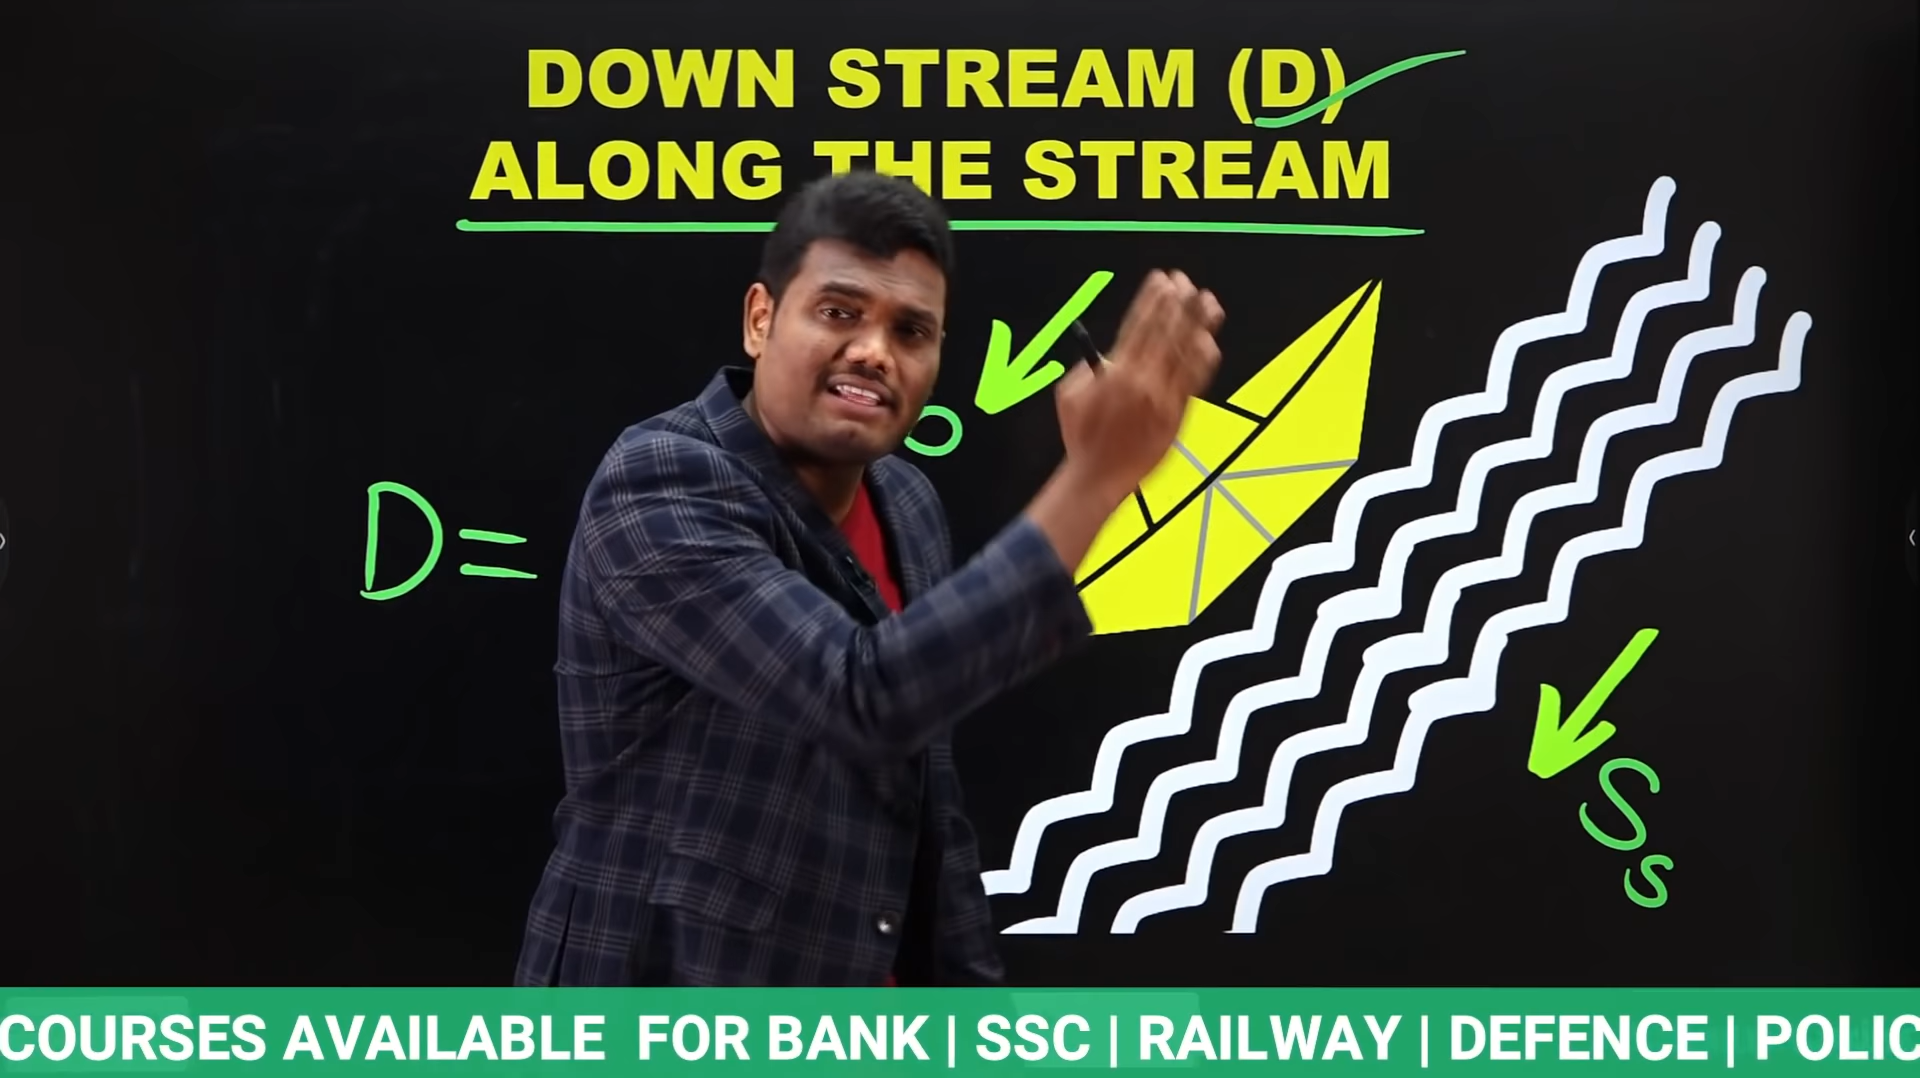 DOWN STREAM (D)
ALONG THE STREAM
D=
Ss
COURSES AVAILABLE FOR BANK | SSC | RAILWAY | DEFENCE | POLIC